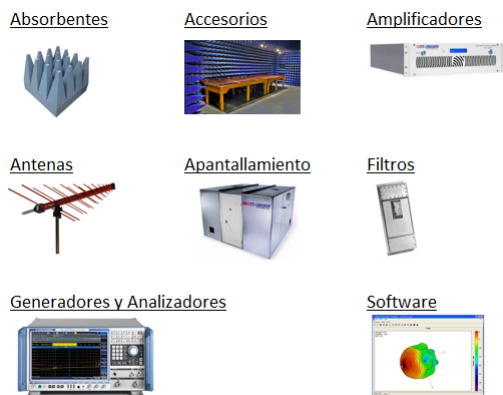 Absorbentes
Accesorios
Amplificadores
Antenas
Apantallamiento
Filtros
Generadores y Analizadores
Software